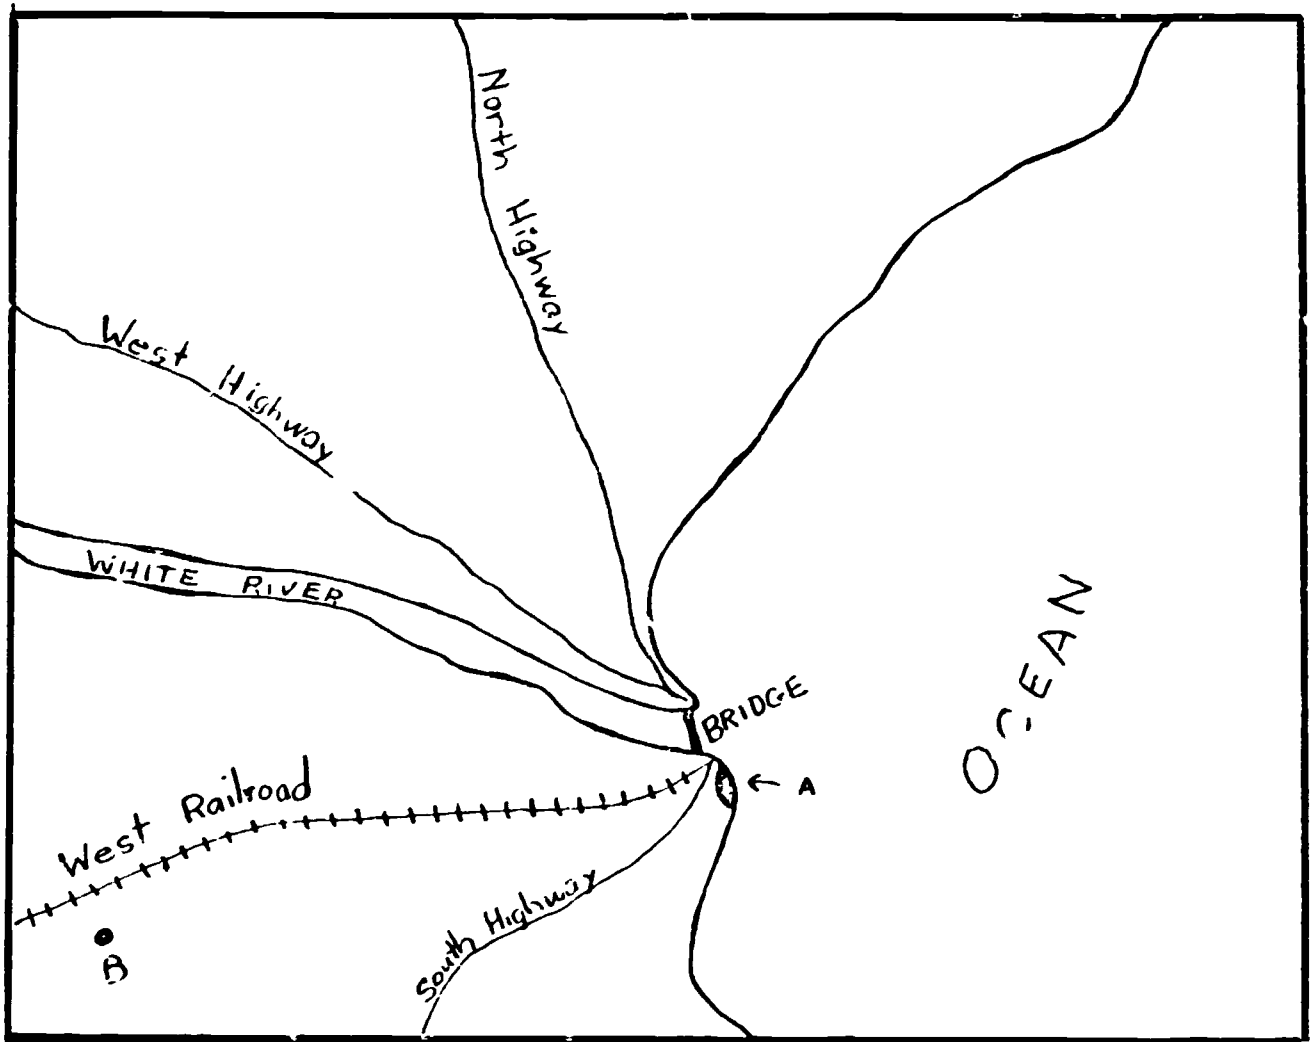 North Highway
West Highway
WHITE RIVER
OCEAN
BRIDGE
A
West Railroad
South Highway
B